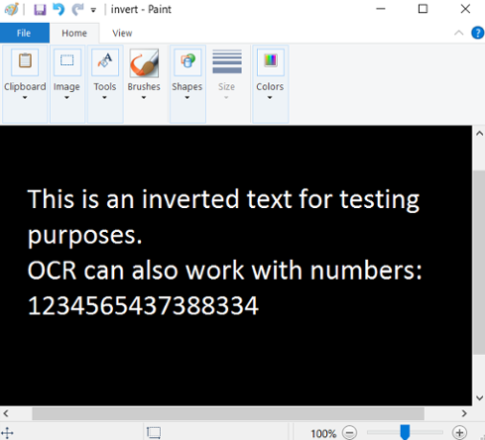 invert - Paint
File Home View
Clipboard Image Tools Brushes Shapes Size Colors
This is an inverted text for testing
purposes.
OCR can also work with numbers:
1234565437388334
100%